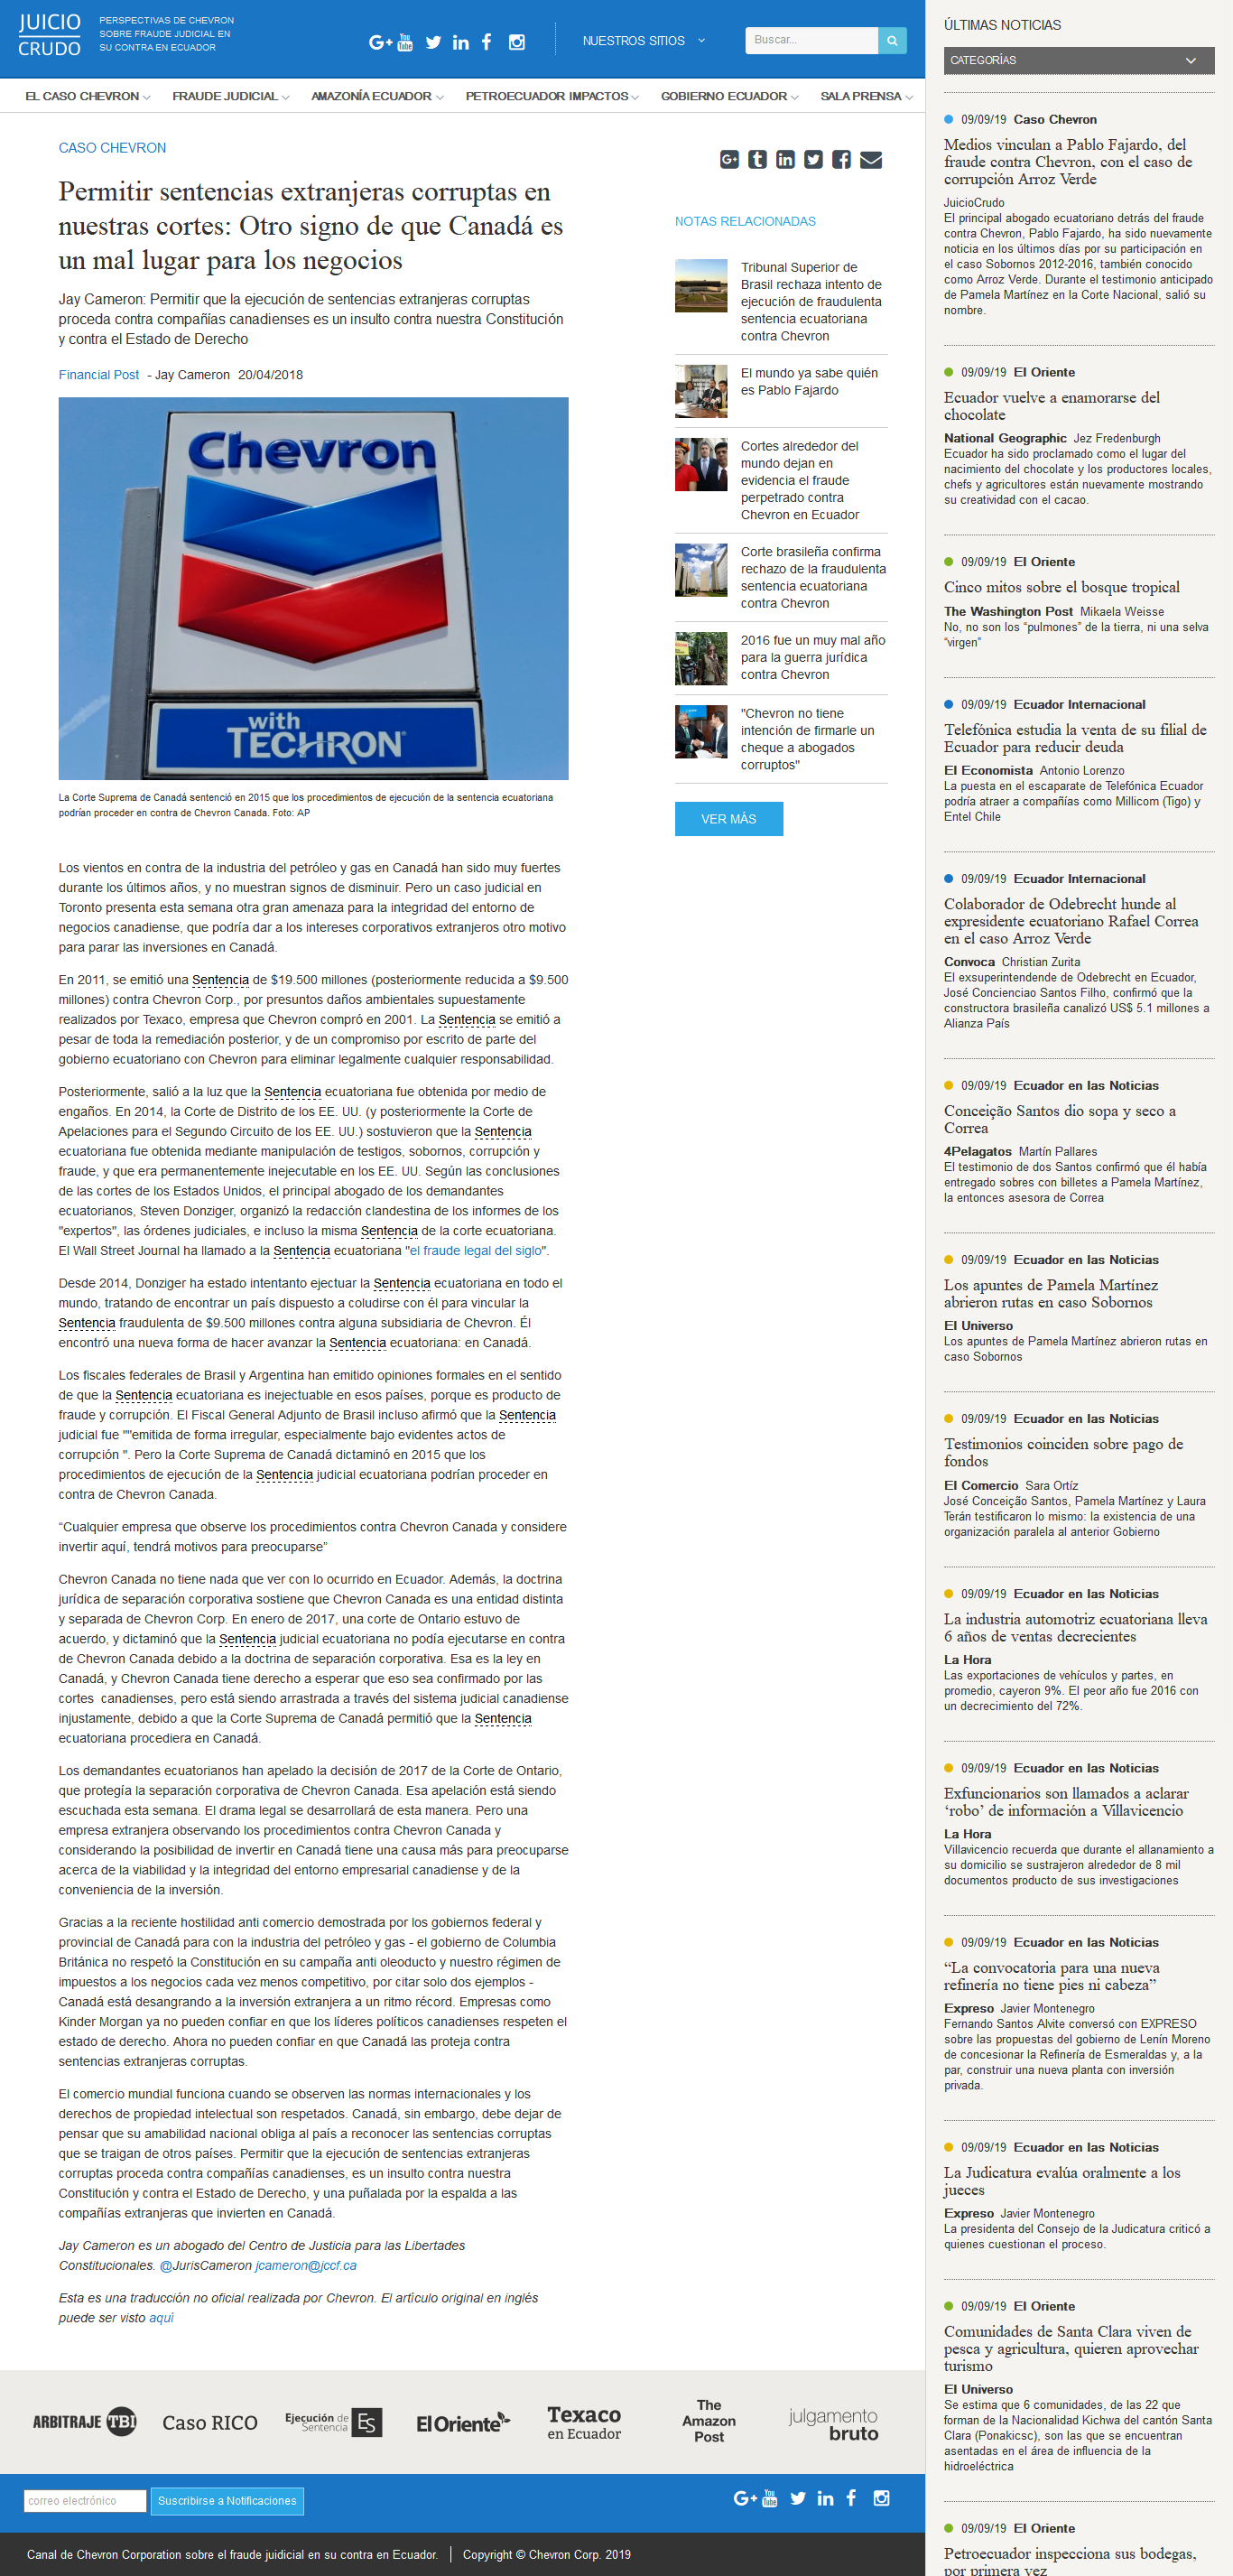 JUICIO
CRUDO
PERSPECTIVAS DE CHEVRON
SOBRE FRAUDE JUDICIAL EN
SU CONTRA EN ECUADOR
NUESTROS SITIOS
Buscar...
EL CASO CHEVRON
FRAUDE JUDICIAL
AMAZONÍA ECUADOR
PETROECUADOR IMPACTOS
GOBIERNO ECUADOR
SALA PRENSA
CASO CHEVRON
Permitir sentencias extranjeras corruptas en
nuestras cortes: Otro signo de que Canadá es
un mal lugar para los negocios
Jay Cameron: Permitir que la ejecución de sentencias extranjeras corruptas
proceda contra compañías canadienses es un insulto contra nuestra Constitución
y contra el Estado de Derecho
Financial Post - Jay Cameron 20/04/2018
Chevron
with
TECHRON®
La Corte Suprema de Canadá sentenció en 2015 que los procedimientos de ejecución de la sentencia ecuatoriana
podrían proceder en contra de Chevron Canada. Foto: AP
Los vientos en contra de la industria del petróleo y gas en Canadá han sido muy fuertes
durante los últimos años, y no muestran signos de disminuir. Pero un caso judicial en
Toronto presenta esta semana otra gran amenaza para la integridad del entorno de
negocios canadiense, que podría dar a los intereses corporativos extranjeros otro motivo
para parar las inversiones en Canadá.
En 2011, se emitió una Sentencia de $19.500 millones (posteriormente reducida a $9.500
millones) contra Chevron Corp., por presuntos daños ambientales supuestamente
realizados por Texaco, empresa que Chevron compró en 2001. La Sentencia se emitió a
pesar de toda la remediación posterior, y de un compromiso por escrito de parte del
gobierno ecuatoriano con Chevron para eliminar legalmente cualquier responsabilidad.
Posteriormente, salió a la luz que la Sentencia ecuatoriana fue obtenida por medio de
engaños. En 2014, la Corte de Distrito de los EE. UU. (y posteriormente la Corte de
Apelaciones para el Segundo Circuito de los EE. UU.) sostuvieron que la Sentencia
ecuatoriana fue obtenida mediante manipulación de testigos, sobornos, corrupción y
fraude, y que era permanentemente inejecutable en los EE. UU. Según las conclusiones
de las cortes de los Estados Unidos, el principal abogado de los demandantes
ecuatorianos, Steven Donziger, organizó la redacción clandestina de los informes de los
"expertos", las órdenes judiciales, e incluso la misma Sentencia de la corte ecuatoriana.
El Wall Street Journal ha llamado a la Sentencia ecuatoriana "el fraude legal del siglo".
Desde 2014, Donziger ha estado intentanto ejectuar la Sentencia ecuatoriana en todo el
mundo, tratando de encontrar un país dispuesto a coludirse con él para vincular la
Sentencia fraudulenta de $9.500 millones contra alguna subsidiaria de Chevron. Él
encontró una nueva forma de hacer avanzar la Sentencia ecuatoriana: en Canadá.
Los fiscales federales de Brasil y Argentina han emitido opiniones formales en el sentido
de que la Sentencia ecuatoriana es inejectuable en esos países, porque es producto de
fraude y corrupción. El Fiscal General Adjunto de Brasil incluso afirmó que la Sentencia
judicial fue ""emitida de forma irregular, especialmente bajo evidentes actos de
corrupción ". Pero la Corte Suprema de Canadá dictaminó en 2015 que los
procedimientos de ejecución de la Sentencia judicial ecuatoriana podrían proceder en
contra de Chevron Canada.
“Cualquier empresa que observe los procedimientos contra Chevron Canada y considere
invertir aquí, tendrá motivos para preocuparse”
Chevron Canada no tiene nada que ver con lo ocurrido en Ecuador. Además, la doctrina
jurídica de separación corporativa sostiene que Chevron Canada es una entidad distinta
y separada de Chevron Corp. En enero de 2017, una corte de Ontario estuvo de
acuerdo, y dictaminó que la Sentencia judicial ecuatoriana no podía ejecutarse en contra
de Chevron Canada debido a la doctrina de separación corporativa. Esa es la ley en
Canadá, y Chevron Canada tiene derecho a esperar que eso sea confirmado por las
cortes canadienses, pero está siendo arrastrada a través del sistema judicial canadiense
injustamente, debido a que la Corte Suprema de Canadá permitió que la Sentencia
ecuatoriana procediera en Canadá.
Los demandantes ecuatorianos han apelado la decisión de 2017 de la Corte de Ontario,
que protegía la separación corporativa de Chevron Canada. Esa apelación está siendo
escuchada esta semana. El drama legal se desarrollará de esta manera. Pero una
empresa extranjera observando los procedimientos contra Chevron Canada y
considerando la posibilidad de invertir en Canadá tiene una causa más para preocuparse
acerca de la viabilidad y la integridad del entorno empresarial canadiense y de la
conveniencia de la inversión.
Gracias a la reciente hostilidad anti comercio demostrada por los gobiernos federal y
provincial de Canadá para con la industria del petróleo y gas - el gobierno de Columbia
Británica no respetó la Constitución en su campaña anti oleoducto y nuestro régimen de
impuestos a los negocios cada vez menos competitivo, por citar solo dos ejemplos -
Canadá está desangrando a la inversión extranjera a un ritmo récord. Empresas como
Kinder Morgan ya no pueden confiar en que los líderes políticos canadienses respeten el
estado de derecho. Ahora no pueden confiar en que Canadá las proteja contra
sentencias extranjeras corruptas.
El comercio mundial funciona cuando se observen las normas internacionales y los
derechos de propiedad intelectual son respetados. Canadá, sin embargo, debe dejar de
pensar que su amabilidad nacional obliga al país a reconocer las sentencias corruptas
que se traigan de otros países. Permitir que la ejecución de sentencias extranjeras
corruptas proceda contra compañías canadienses, es un insulto contra nuestra
Constitución y contra el Estado de Derecho, y una puñalada por la espalda a las
compañías extranjeras que invierten en Canadá.
Jay Cameron es un abogado del Centro de Justicia para las Libertades
Constitucionales. @JurisCameron jcameron@jccf.ca
Esta es una traducción no oficial realizada por Chevron. El artículo original en inglés
puede ser visto aquí
NOTAS RELACIONADAS
Tribunal Superior de
Brasil rechaza intento de
ejecución de fraudulenta
sentencia ecuatoriana
contra Chevron
El mundo ya sabe quién
es Pablo Fajardo
Cortes alrededor del
mundo dejan en
evidencia el fraude
perpetrado contra
Chevron en Ecuador
Corte brasileña confirma
rechazo de la fraudulenta
sentencia ecuatoriana
contra Chevron
2016 fue un muy mal año
para la guerra jurídica
contra Chevron
"Chevron no tiene
intención de firmarle un
cheque a abogados
corruptos"
VER MÁS
ÚLTIMAS NOTICIAS
CATEGORÍAS
09/09/19 Caso Chevron
Medios vinculan a Pablo Fajardo, del
fraude contra Chevron, con el caso de
corrupción Arroz Verde
JuicioCrudo
El principal abogado ecuatoriano detrás del fraude
contra Chevron, Pablo Fajardo, ha sido nuevamente
noticia en los últimos días por su participación en
el caso Sobornos 2012-2016, también conocido
como Arroz Verde. Durante el testimonio anticipado
de Pamela Martínez en la Corte Nacional, salió su
nombre.
09/09/19 El Oriente
Ecuador vuelve a enamorarse del
chocolate
National Geographic Jez Fredenburgh
Ecuador ha sido proclamado como el lugar del
nacimiento del chocolate y los productores locales,
chefs y agricultores están nuevamente mostrando
su creatividad con el cacao.
09/09/19 El Oriente
Cinco mitos sobre el bosque tropical
The Washington Post Mikaela Weisse
No, no son los “pulmones” de la tierra, ni una selva
“virgen”
09/09/19 Ecuador Internacional
Telefónica estudia la venta de su filial de
Ecuador para reducir deuda
El Economista Antonio Lorenzo
La puesta en el escaparate de Telefónica Ecuador
podría atraer a compañías como Millicom (Tigo) y
Entel Chile
09/09/19 Ecuador Internacional
Colaborador de Odebrecht hunde al
expresidente ecuatoriano Rafael Correa
en el caso Arroz Verde
Convoca Christian Zurita
El exsuperintendende de Odebrecht en Ecuador,
José Concienciao Santos Filho, confirmó que la
constructora brasileña canalizó US$ 5.1 millones a
Alianza País
09/09/19 Ecuador en las Noticias
Conceição Santos dio sopa y seco a
Correa
4Pelagatos Martín Pallares
El testimonio de dos Santos confirmó que él había
entregado sobres con billetes a Pamela Martínez,
la entonces asesora de Correa
09/09/19 Ecuador en las Noticias
Los apuntes de Pamela Martínez
abrieron rutas en caso Sobornos
El Universo
Los apuntes de Pamela Martínez abrieron rutas en
caso Sobornos
09/09/19 Ecuador en las Noticias
Testimonios coinciden sobre pago de
fondos
El Comercio Sara Ortíz
José Conceição Santos, Pamela Martínez y Laura
Terán testificaron lo mismo: la existencia de una
organización paralela al anterior Gobierno
09/09/19 Ecuador en las Noticias
La industria automotriz ecuatoriana lleva
6 años de ventas decrecientes
La Hora
Las exportaciones de vehículos y partes, en
promedio, cayeron 9%. El peor año fue 2016 con
un decrecimiento del 72%.
09/09/19 Ecuador en las Noticias
Exfuncionarios son llamados a aclarar
‘robo’ de información a Villavicencio
La Hora
Villavicencio recuerda que durante el allanamiento a
su domicilio se sustrajeron alrededor de 8 mil
documentos producto de sus investigaciones
09/09/19 Ecuador en las Noticias
“La convocatoria para una nueva
refinería no tiene pies ni cabeza”
Expreso Javier Montenegro
Fernando Santos Alvite conversó con EXPRESO
sobre las propuestas del gobierno de Lenín Moreno
de concesionar la Refinería de Esmeraldas y, a la
par, construir una nueva planta con inversión
privada.
09/09/19 Ecuador en las Noticias
La Judicatura evalúa oralmente a los
jueces
Expreso Javier Montenegro
La presidenta del Consejo de la Judicatura criticó a
quienes cuestionan el proceso.
09/09/19 El Oriente
Comunidades de Santa Clara viven de
pesca y agricultura, quieren aprovechar
turismo
El Universo
Se estima que 6 comunidades, de las 22 que
forman de la Nacionalidad Kichwa del cantón Santa
Clara (Ponakicsc), son las que se encuentran
asentadas en el área de influencia de la
hidroeléctrica
09/09/19 El Oriente
Petroecuador inspecciona sus bodegas,
por primera vez
ARBITRAJE TBI
Caso RICO
Ejecución de
Sentencia ES
El Oriente
Texaco
en Ecuador
The
Amazon
Post
julgamento
bruto
correo electrónico
Suscribirse a Notificaciones
Canal de Chevron Corporation sobre el fraude juidicial en su contra en Ecuador.
Copyright © Chevron Corp. 2019